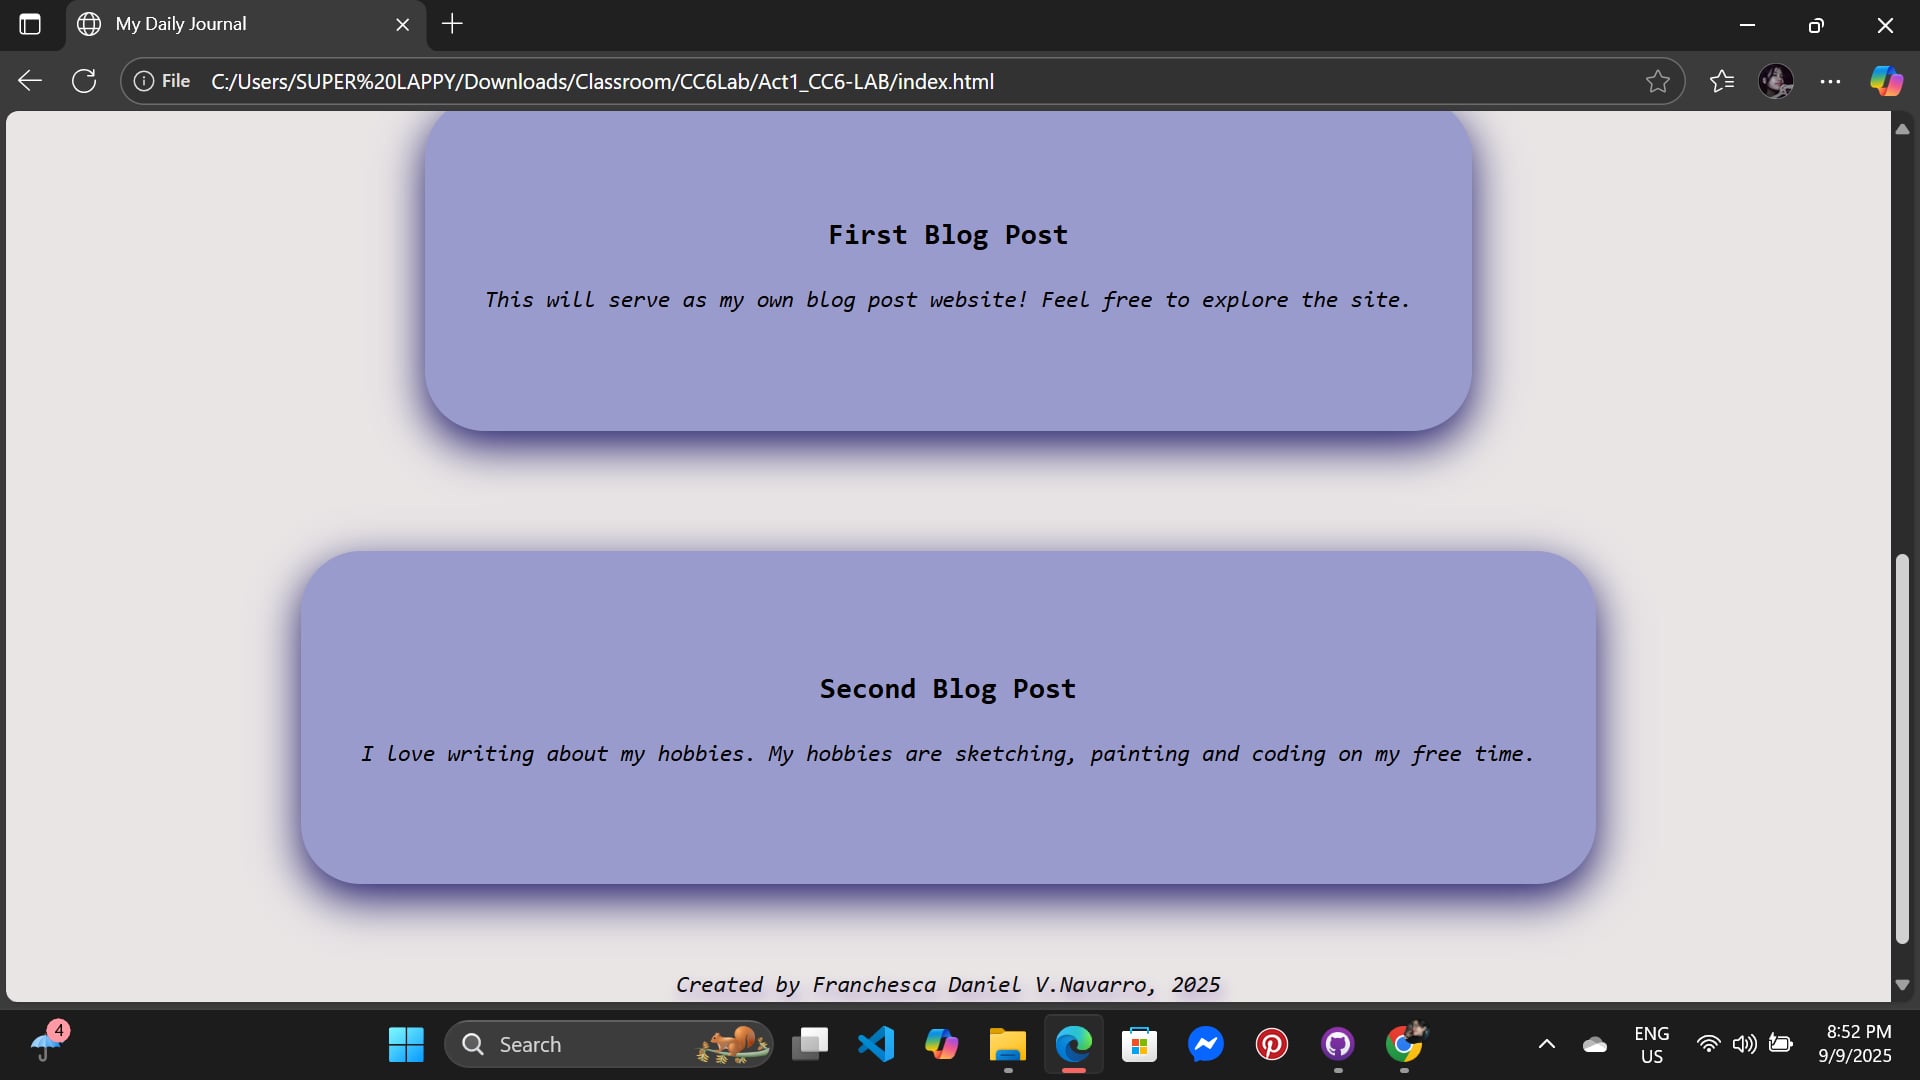 My Daily Journal
File C:/Users/SUPER%20LAPPY/Downloads/Classroom/CC6Lab/Act1_CC6-LAB/index.html
First Blog Post
This will serve as my own blog post website! Feel free to explore the site.
Second Blog Post
I love writing about my hobbies. My hobbies are sketching, painting and coding on my free time.
Created by Franchesca Daniel V.Navarro, 2025
4
Search
ENG
US
8:52 PM
9/9/2025